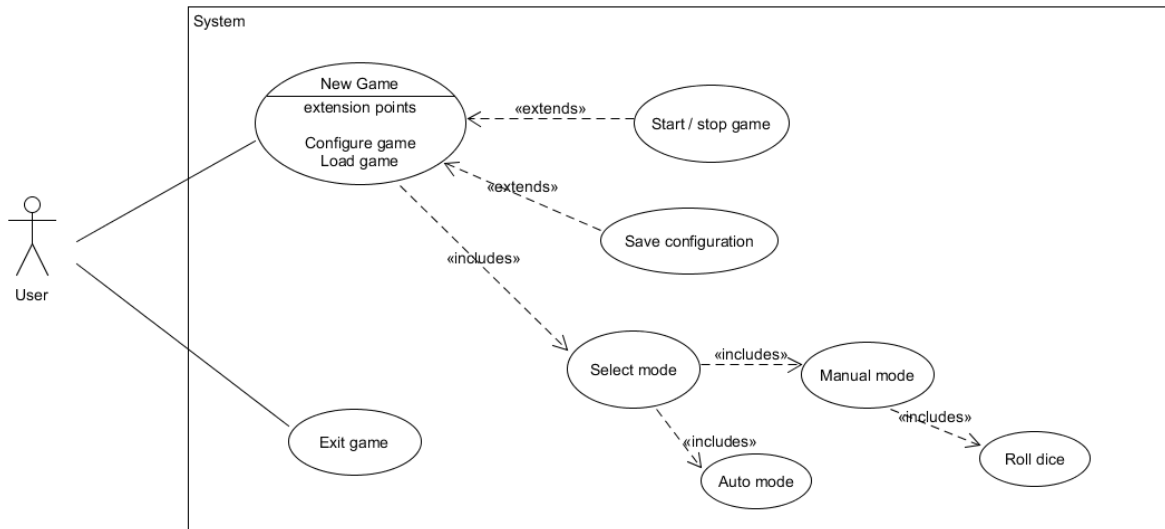 System
New Game
extension points
Configure game
Load game
«extends»
Start / stop game
«extends»
Save configuration
«includes»
User
Select mode
«includes»
Manual mode
«includes»
Roll dice
«includes»
Auto mode
Exit game